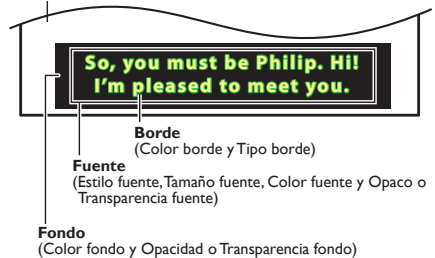 So, you must be Philip. Hi!
I'm pleased to meet you.
Borde
(Color borde y Tipo borde)
Fuente
(Estilo fuente, Tamaño fuente, Color fuente y Opaco o
Transparencia fuente)
Fondo
(Color fondo y Opacidad o Transparencia fondo)